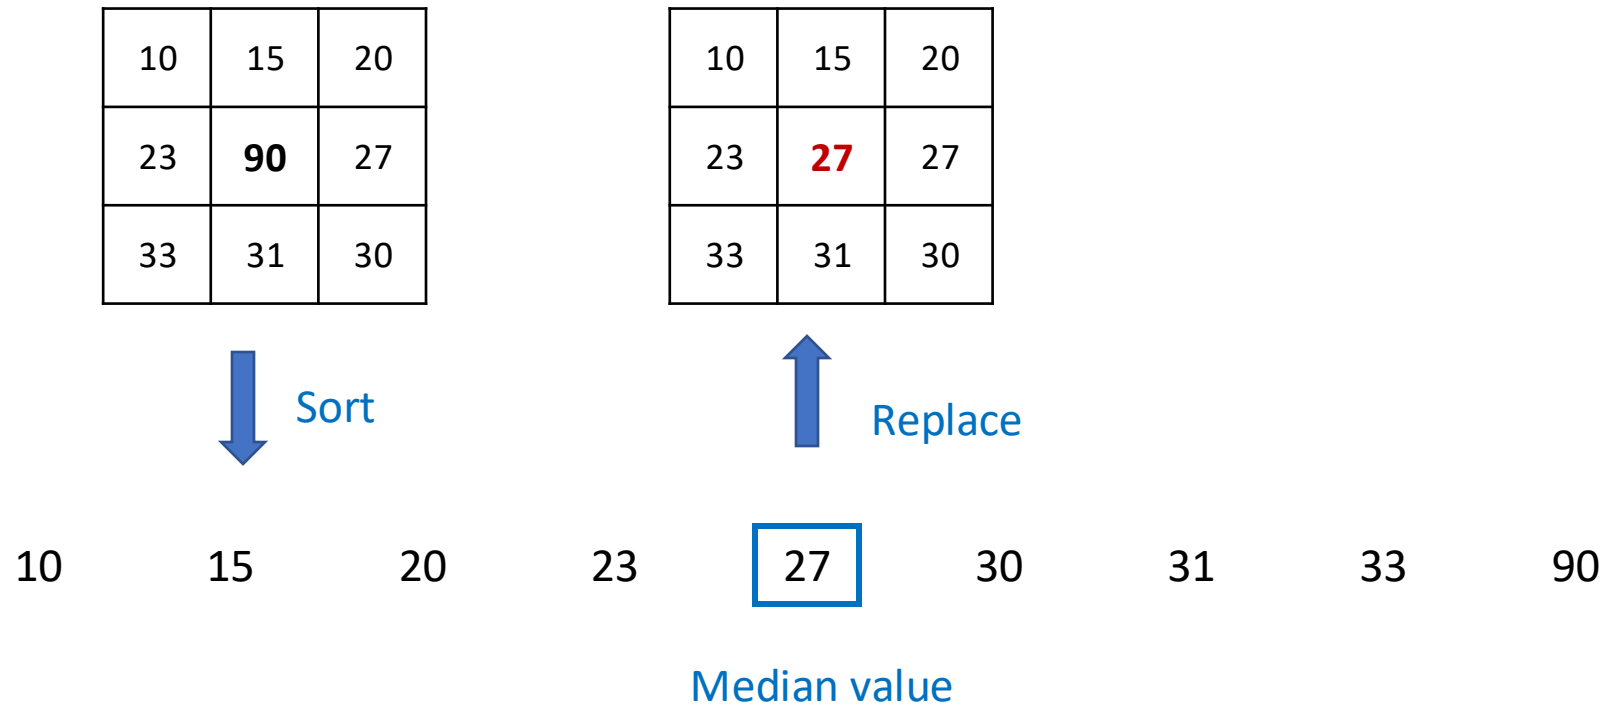 10 15 20 10 15 20
23 90 27 23 27 27
33 31 30 33 31 30
Sort
Replace
10 15 20 23 27 30 31 33 90
Median value